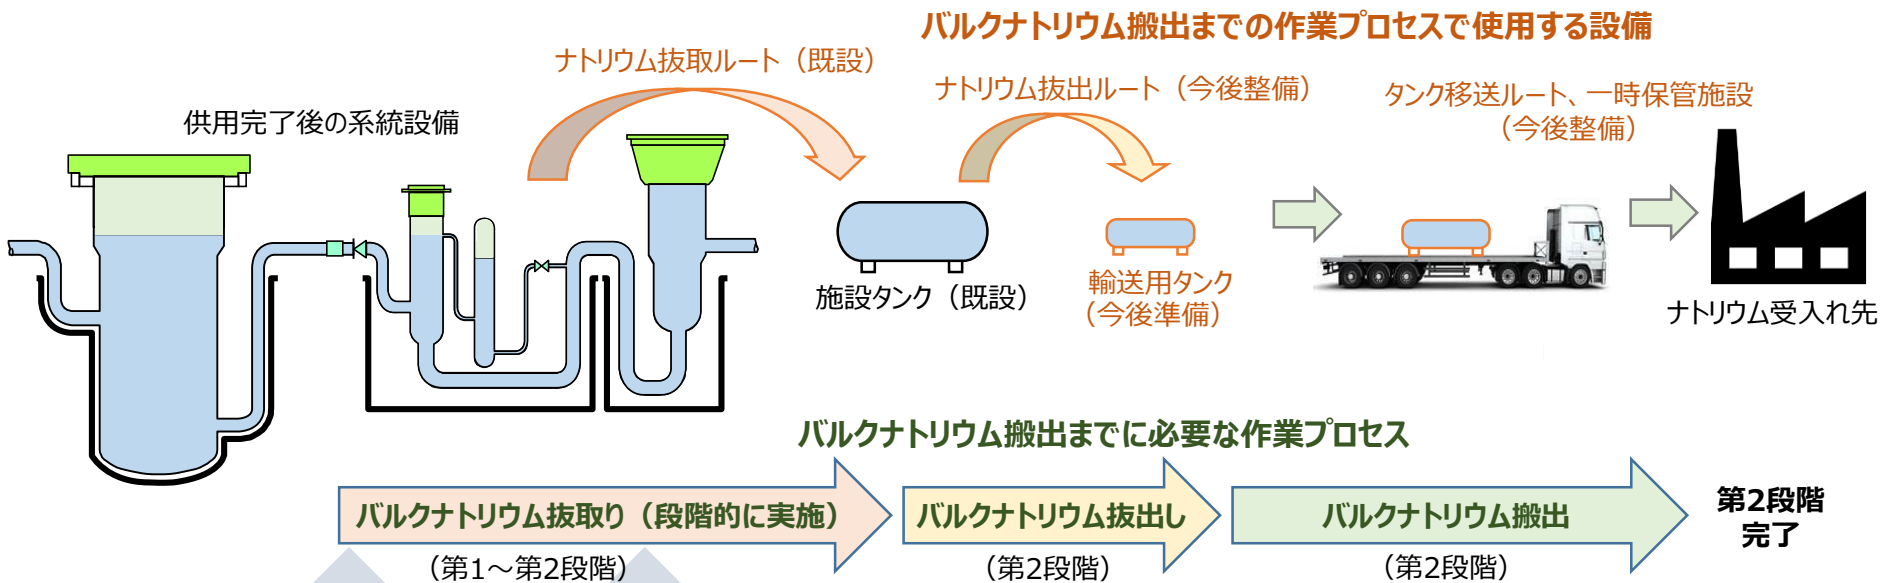 バルクナトリウム搬出までの作業プロセスで使用する設備
ナトリウム抜取ルート（既設）
ナトリウム抜出ルート（今後整備）
タンク移送ルート、一時保管施設
（今後整備）
供用完了後の系統設備
施設タンク（既設）
輸送用タンク
（今後準備）
ナトリウム受入れ先
バルクナトリウム搬出までに必要な作業プロセス
バルクナトリウム抜取り（段階的に実施）
バルクナトリウム抜出し
バルクナトリウム搬出
第2段階
完了
（第1～第2段階）
（第2段階）
（第2段階）